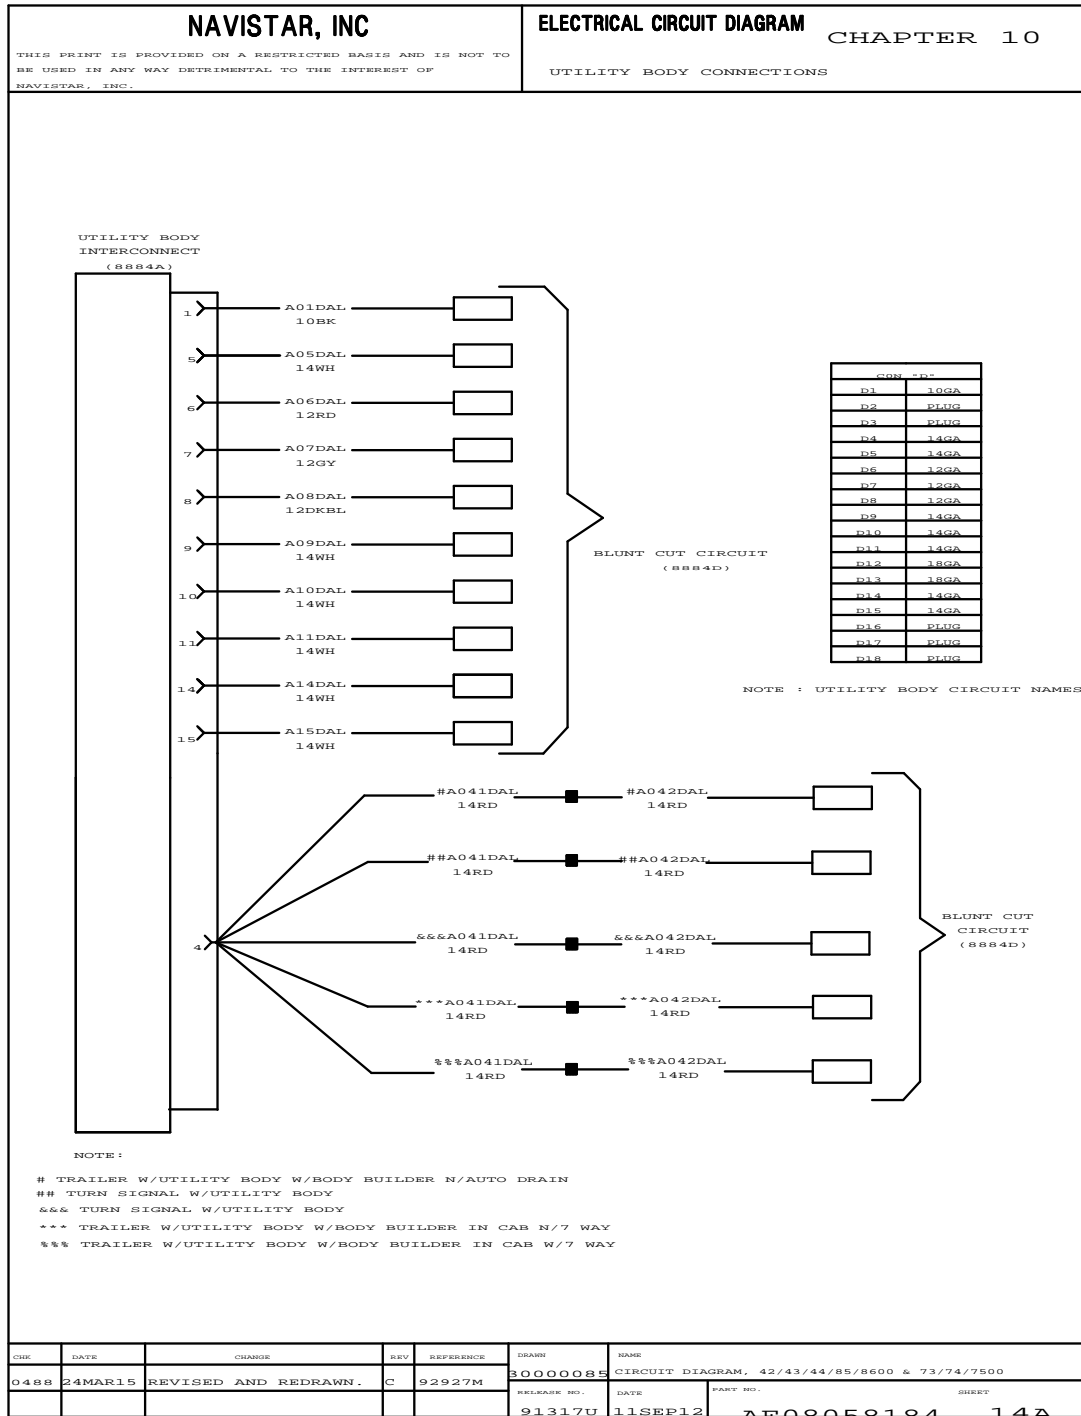 NAVISTAR, INC
THIS PRINT IS PROVIDED ON A RESTRICTED BASIS AND IS NOT TO
BE USED IN ANY WAY DETRIMENTAL TO THE INTEREST OF
NAVISTAR, INC.
ELECTRICAL CIRCUIT DIAGRAM
CHAPTER 10
UTILITY BODY CONNECTIONS
UTILITY BODY
INTERCONNECT
(8884A)
1 A01DAL
10BK
5 A05DAL
14WH
6 A06DAL
12RD
7 A07DAL
12GY
8 A08DAL
12DKBL
9 A09DAL
14WH
10 A10DAL
14WH
11 A11DAL
14WH
14 A14DAL
14WH
15 A15DAL
14WH
BLUNT CUT CIRCUIT
(8884D)
CON "D"
D1 10GA
D2 PLUG
D3 PLUG
D4 14GA
D5 14GA
D6 12GA
D7 12GA
D8 12GA
D9 14GA
D10 14GA
D11 14GA
D12 18GA
D13 18GA
D14 14GA
D15 14GA
D16 PLUG
D17 PLUG
D18 PLUG
NOTE : UTILITY BODY CIRCUIT NAMES
4
#A041DAL #A042DAL
14RD 14RD
##A041DAL ##A042DAL
14RD 14RD
&&&A041DAL &&&A042DAL
14RD 14RD
***A041DAL ***A042DAL
14RD 14RD
%%%A041DAL %%%A042DAL
14RD 14RD
BLUNT CUT
CIRCUIT
(8884D)
NOTE:
# TRAILER W/UTILITY BODY W/BODY BUILDER N/AUTO DRAIN
## TURN SIGNAL W/UTILITY BODY
&&& TURN SIGNAL W/UTILITY BODY
*** TRAILER W/UTILITY BODY W/BODY BUILDER IN CAB N/7 WAY
%%% TRAILER W/UTILITY BODY W/BODY BUILDER IN CAB W/7 WAY
CHK DATE CHANGE REV REFERENCE
0488 24MAR15 REVISED AND REDRAWN. C 92927M
DRAWN
30000085
NAME
CIRCUIT DIAGRAM, 42/43/44/85/8600 & 73/74/7500
RELEASE NO. DATE PART NO. SHEET
91317U 11SEP12 AE08058184 14A